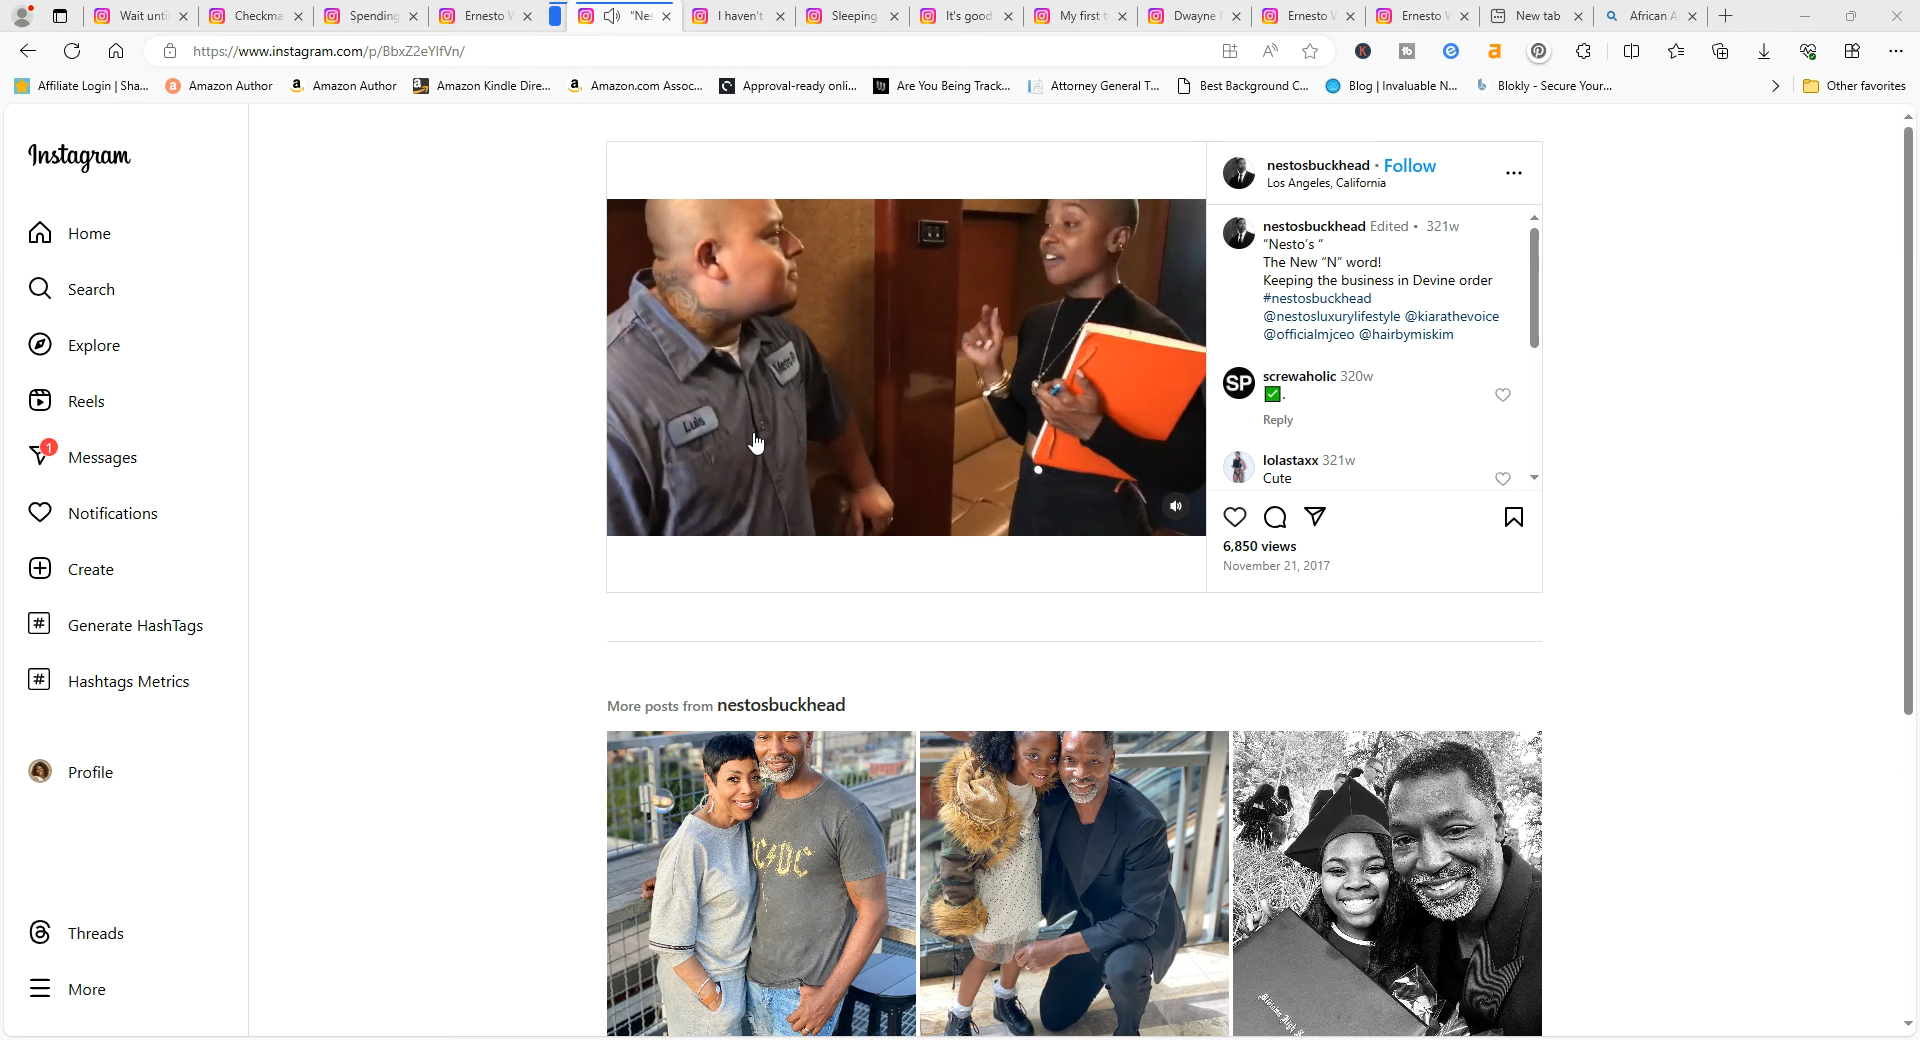 Wait unti
Checkma
Spending
Ernesto
"Ne
I haven't
Sleeping
It's good
My first
Dwayne
Ernesto
Ernesto
New tab
African A
https://www.instagram.com/p/BbxZ2eYlfVn/
Affiliate Login | Sha...
Amazon Author
Amazon Author
Amazon Kindle Dire...
Amazon.com Assoc...
Approval-ready onli...
Are You Being Track...
Attorney General T...
Best Background C...
Blog | Invaluable N...
Blokly - Secure Your...
Other favorites
Instagram
Home
Search
Explore
Reels
1
Messages
Notifications
Create
Generate HashTags
Hashtags Metrics
Profile
Threads
More
Luis
nestosbuckhead • Follow
Los Angeles, California
nestosbuckhead Edited • 321w
"Nesto's "
The New "N" word!
Keeping the business in Devine order
#nestosbuckhead
@nestosluxurylifestyle @kiarathevoice
@officialmjceo @hairbymiskim
SP
screwaholic 320w
✅.
Reply
lolastaxx 321w
Cute
6,850 views
November 21, 2017
More posts from nestosbuckhead